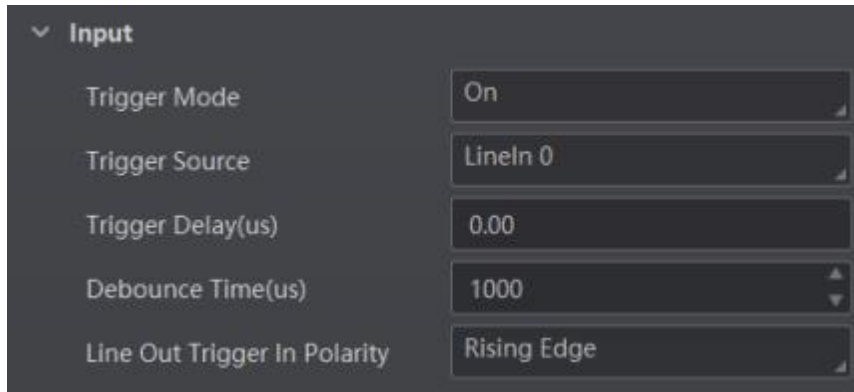 Input
Trigger Mode On
Trigger Source LineIn 0
Trigger Delay(us) 0.00
Debounce Time(us) 1000
Line Out Trigger In Polarity Rising Edge